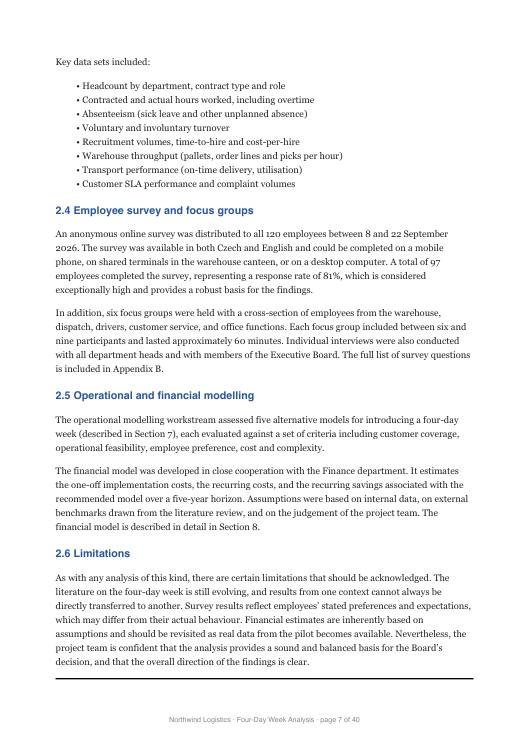 Key data sets included:
• Headcount by department, contract type and role
• Contracted and actual hours worked, including overtime
• Absenteeism (sick leave and other unplanned absence)
• Voluntary and involuntary turnover
• Recruitment volumes, time-to-hire and cost-per-hire
• Warehouse throughput (pallets, order lines and picks per hour)
• Transport performance (on-time delivery, utilisation)
• Customer SLA performance and complaint volumes
2.4 Employee survey and focus groups
An anonymous online survey was distributed to all 120 employees between 8 and 22 September
2026. The survey was available in both Czech and English and could be completed on a mobile
phone, on shared terminals in the warehouse canteen, or on a desktop computer. A total of 97
employees completed the survey, representing a response rate of 81%, which is considered
exceptionally high and provides a robust basis for the findings.
In addition, six focus groups were held with a cross-section of employees from the warehouse,
dispatch, drivers, customer service, and office functions. Each focus group included between six and
nine participants and lasted approximately 60 minutes. Individual interviews were also conducted
with all department heads and with members of the Executive Board. The full list of survey questions
is included in Appendix B.
2.5 Operational and financial modelling
The operational modelling workstream assessed five alternative models for introducing a four-day
week (described in Section 7), each evaluated against a set of criteria including customer coverage,
operational feasibility, employee preference, cost and complexity.
The financial model was developed in close cooperation with the Finance department. It estimates
the one-off implementation costs, the recurring costs, and the recurring savings associated with the
recommended model over a five-year horizon. Assumptions were based on internal data, on external
benchmarks drawn from the literature review, and on the judgement of the project team. The
financial model is described in detail in Section 8.
2.6 Limitations
As with any analysis of this kind, there are certain limitations that should be acknowledged. The
literature on the four-day week is still evolving, and results from one context cannot always be
directly transferred to another. Survey results reflect employees' stated preferences and expectations,
which may differ from their actual behaviour. Financial estimates are inherently based on
assumptions and should be revisited as real data from the pilot becomes available. Nevertheless, the
project team is confident that the analysis provides a sound and balanced basis for the Board's
decision, and that the overall direction of the findings is clear.
Northwind Logistics · Four-Day Week Analysis · page 7 of 40